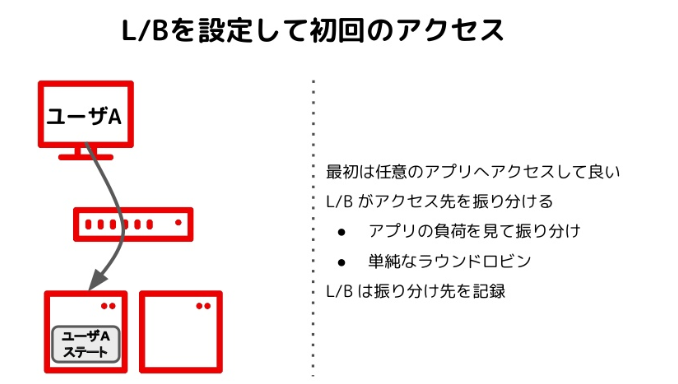 L/Bを設定して初回のアクセス
ユーザA
最初は任意のアプリへアクセスして良い
L/B がアクセス先を振り分ける
● アプリの負荷を見て振り分け
● 単純なラウンドロビン
L/B は振り分け先を記録
ユーザA
ステート